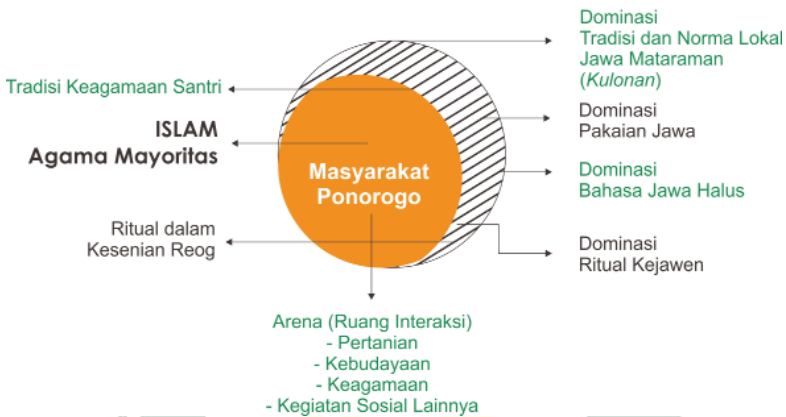 Dominasi
Tradisi dan Norma Lokal
Jawa Mataraman
(Kulonan)
Tradisi Keagamaan Santri
Dominasi
Pakaian Jawa
ISLAM
Agama Mayoritas
Masyarakat
Ponorogo
Dominasi
Bahasa Jawa Halus
Ritual dalam
Kesenian Reog
Dominasi
Ritual Kejawen
Arena (Ruang Interaksi)
- Pertanian
- Kebudayaan
- Keagamaan
- Kegiatan Sosial Lainnya